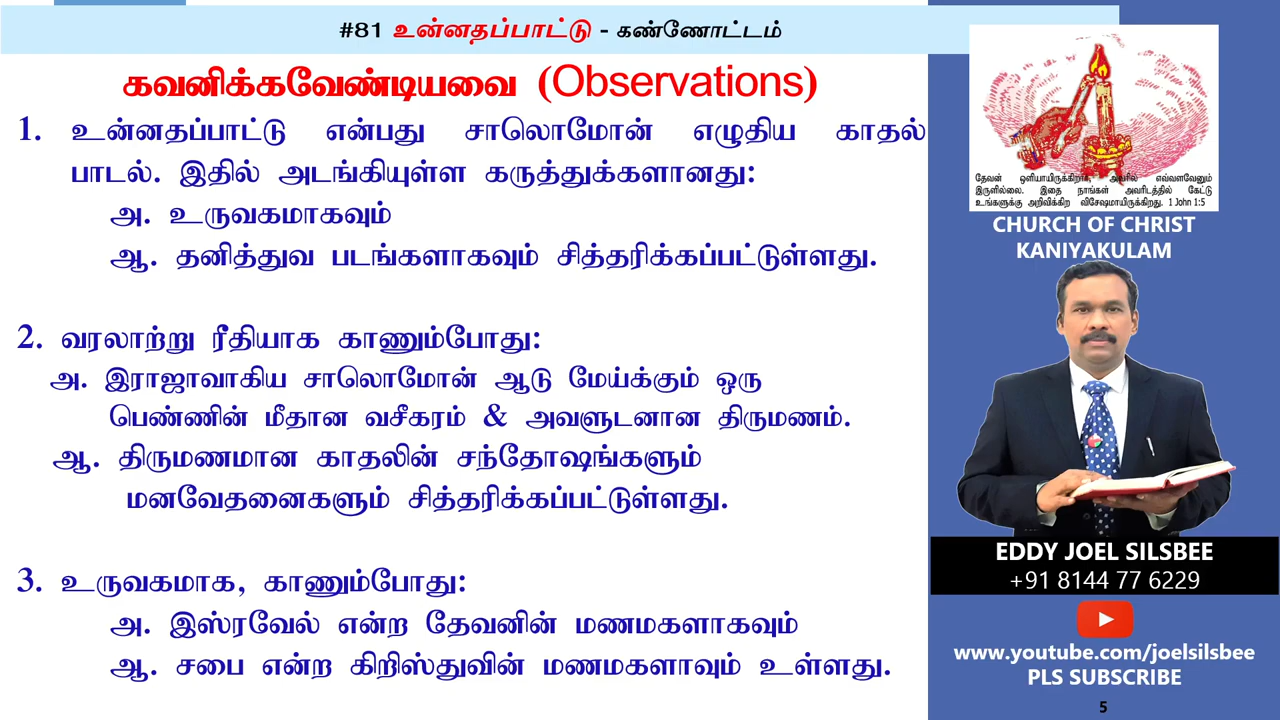 #81 உன்னதப்பாட்டு - கண்ணோட்டம்
கவனிக்கவேண்டியவை (Observations)
1. உன்னதப்பாட்டு என்பது சாலொமோன் எழுதிய காதல்
பாடல். இதில் அடங்கியுள்ள கருத்துக்களானது:
அ. உருவகமாகவும்
ஆ. தனித்துவ படங்களாகவும் சித்தரிக்கப்பட்டுள்ளது.
2. வரலாற்று ரீதியாக காணும்போது:
அ. இராஜாவாகிய சாலொமோன் ஆடு மேய்க்கும் ஒரு
பெண்ணின் மீதான வசீகரம் & அவளுடனான திருமணம்.
ஆ. திருமணமான காதலின் சந்தோஷங்களும்
மனவேதனைகளும் சித்தரிக்கப்பட்டுள்ளது.
3. உருவகமாக, காணும்போது:
அ. இஸ்ரவேல் என்ற தேவனின் மணமகளாகவும்
ஆ. சபை என்ற கிறிஸ்துவின் மணமகளாவும் உள்ளது.
தேவன் ஒளியாயிருக்கிறார், அவரில் எவ்வளவேனும்
இருளில்லை. இதை நாங்கள் அவரிடத்தில் கேட்டு
உங்களுக்கு அறிவிக்கிற விசேஷமாயிருக்கிறது. 1 John 1:5
CHURCH OF CHRIST
KANIYAKULAM
EDDY JOEL SILSBEE
+91 8144 77 6229
www.youtube.com/joelsilsbee
PLS SUBSCRIBE
5